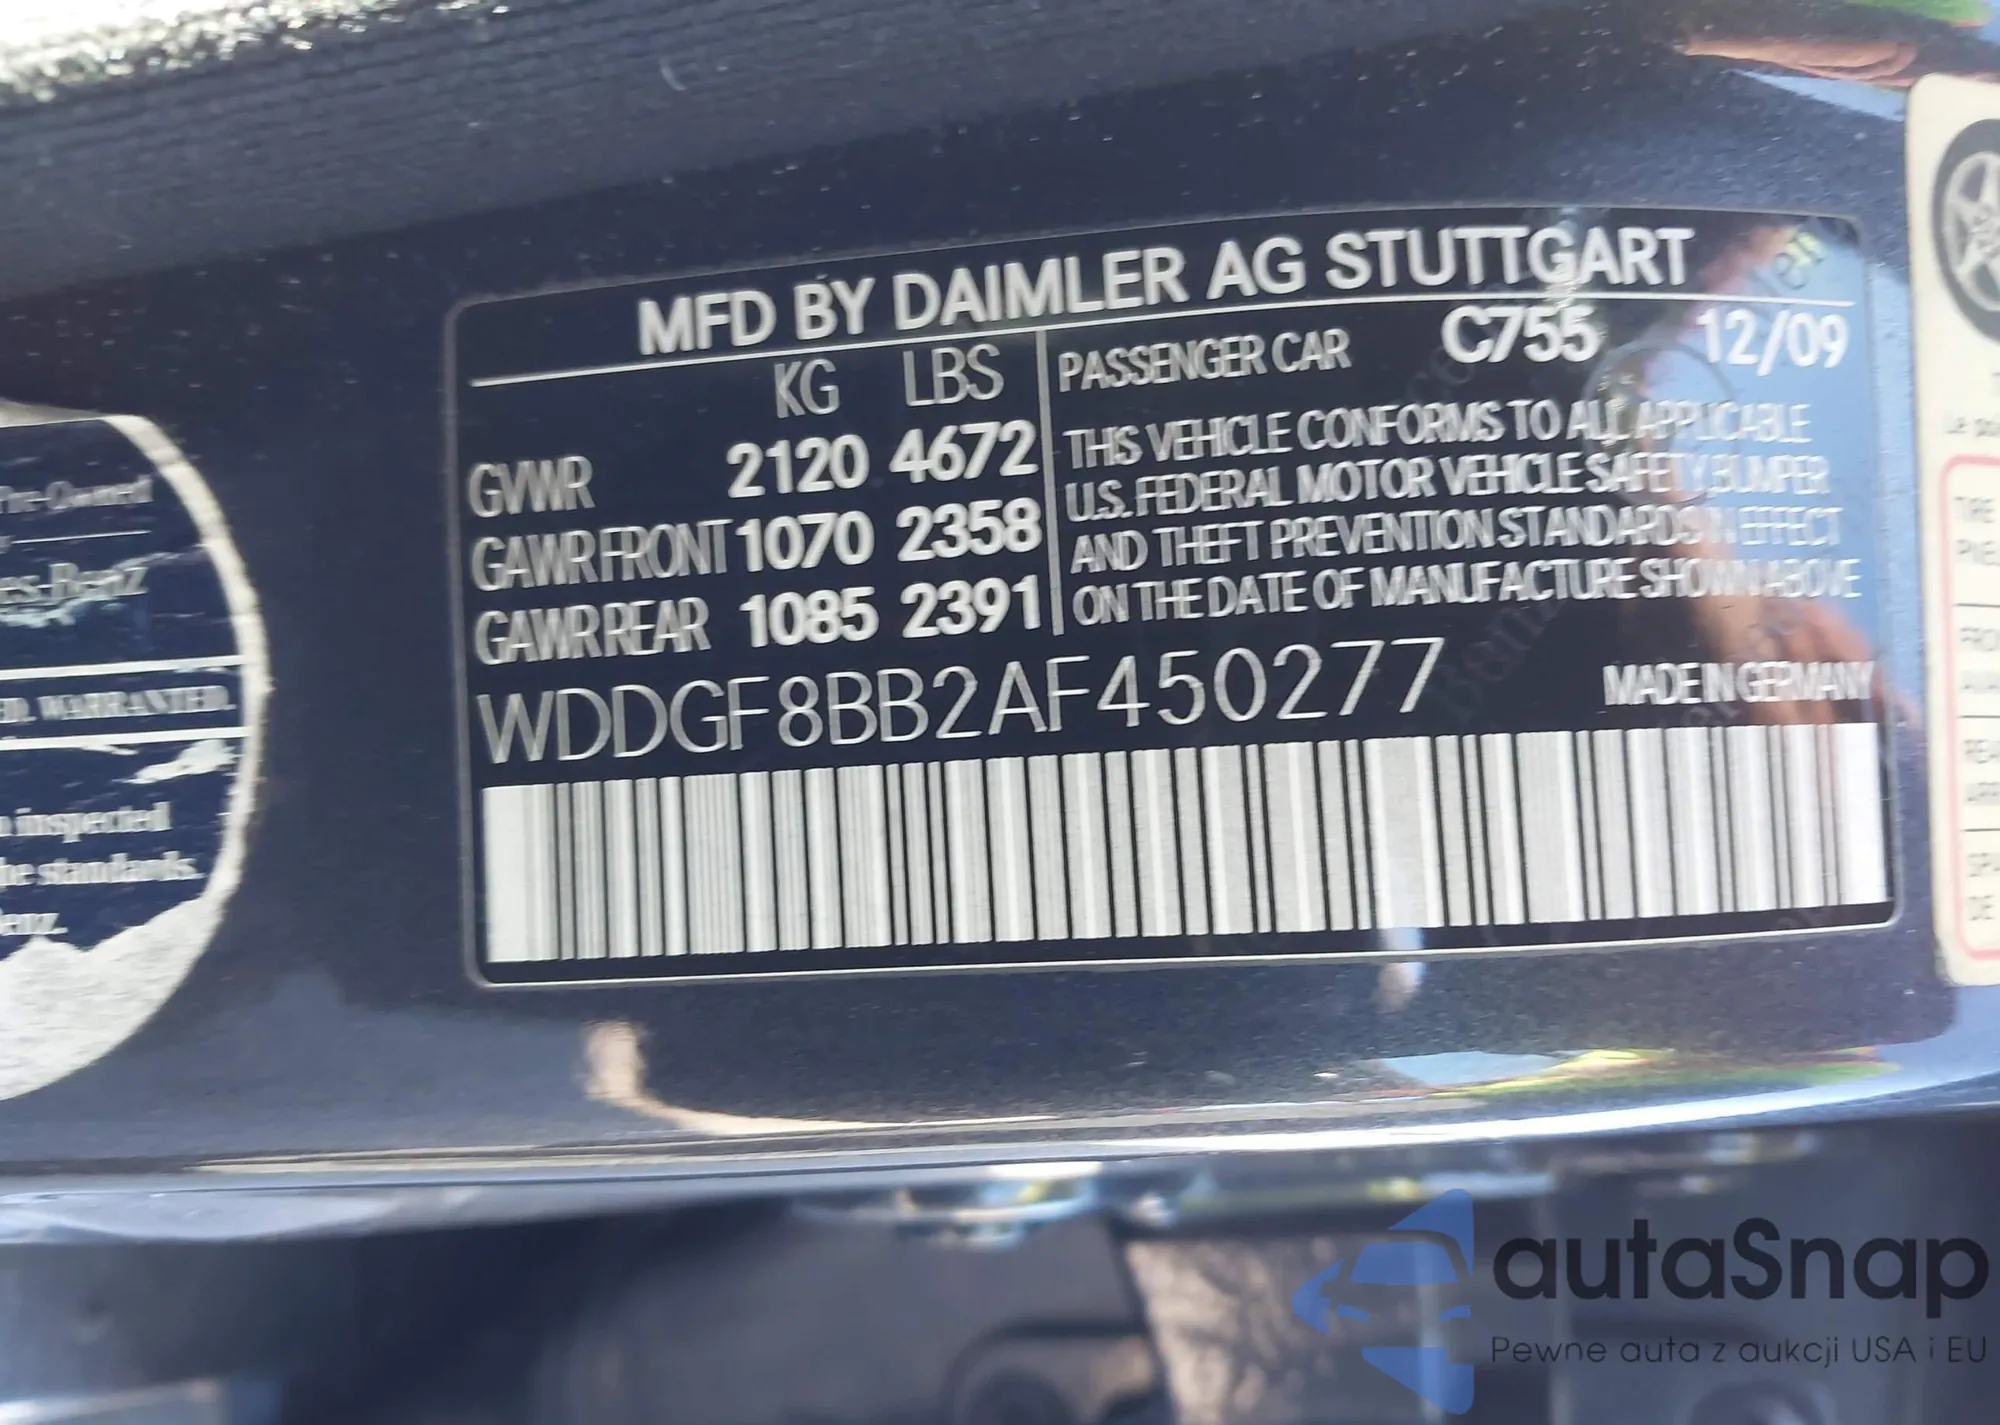 MFD BY DAIMLER AG STUTTGART
KG LBS
GVWR 2120 4672
GAWR FRONT 1070 2358
GAWR REAR 1085 2391
PASSENGER CAR C755 12/09
THIS VEHICLE CONFORMS TO ALL APPLICABLE
U.S. FEDERAL MOTOR VEHICLE SAFETY, BUMPER
AND THEFT PREVENTION STANDARDS IN EFFECT
ON THE DATE OF MANUFACTURE SHOWN ABOVE
WDDGF8BB2AF450277
MADE IN GERMANY
Pre-Owned
es-Benz
WARRANTED.
inspected
standards.
TIRE
autaSnap
Pewne auta z aukcji USA i EU